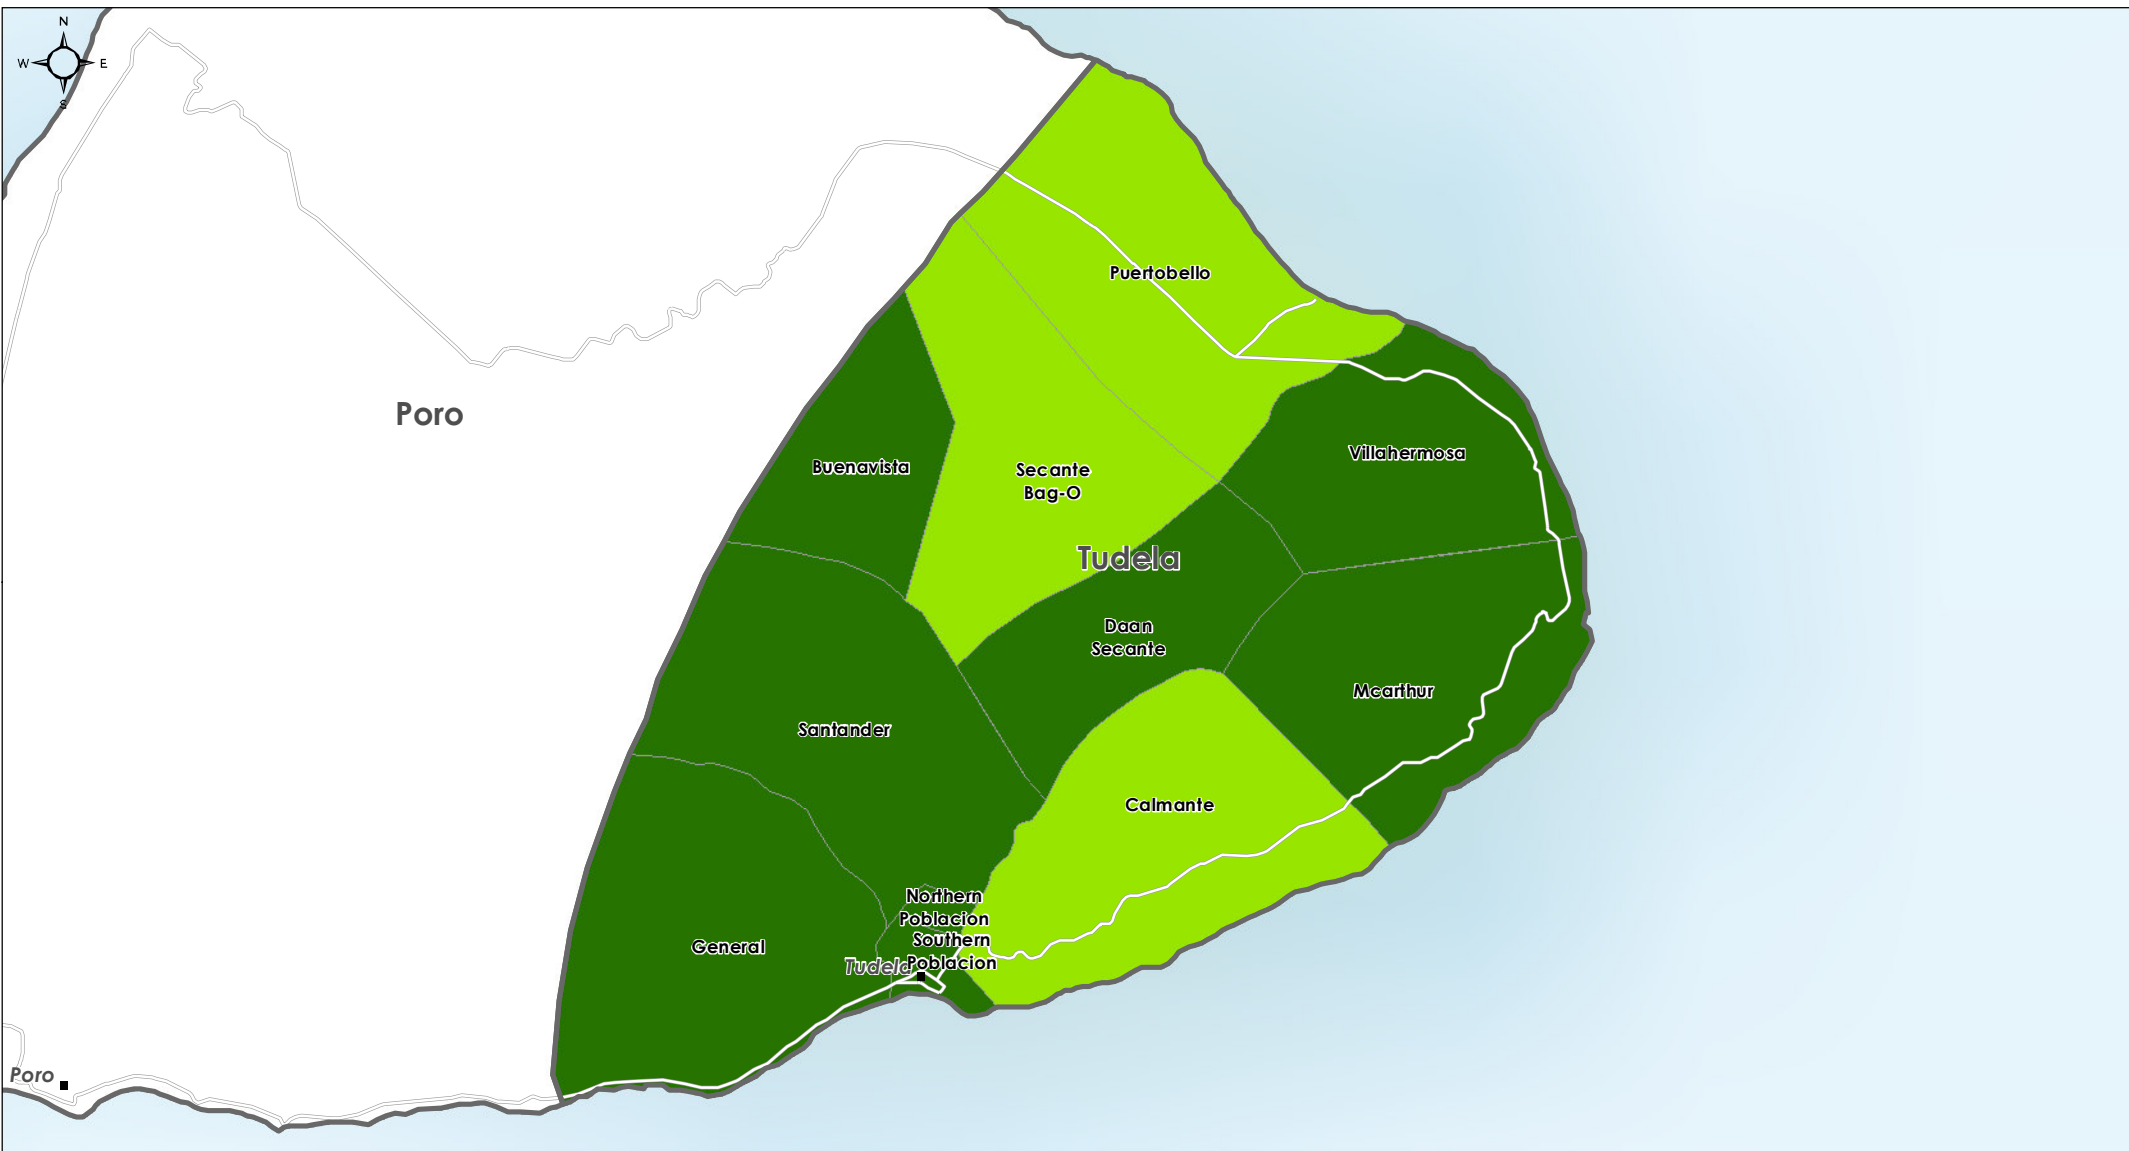 N
W E
S
Puertobello
Poro
Villahermosa
Buenavista
Secante
Bag-O
Tudela
Daan
Secante
Mcarthur
Santander
Calmante
Northern
Poblacion
Southern
Poblacion
General
Tudela
Poro